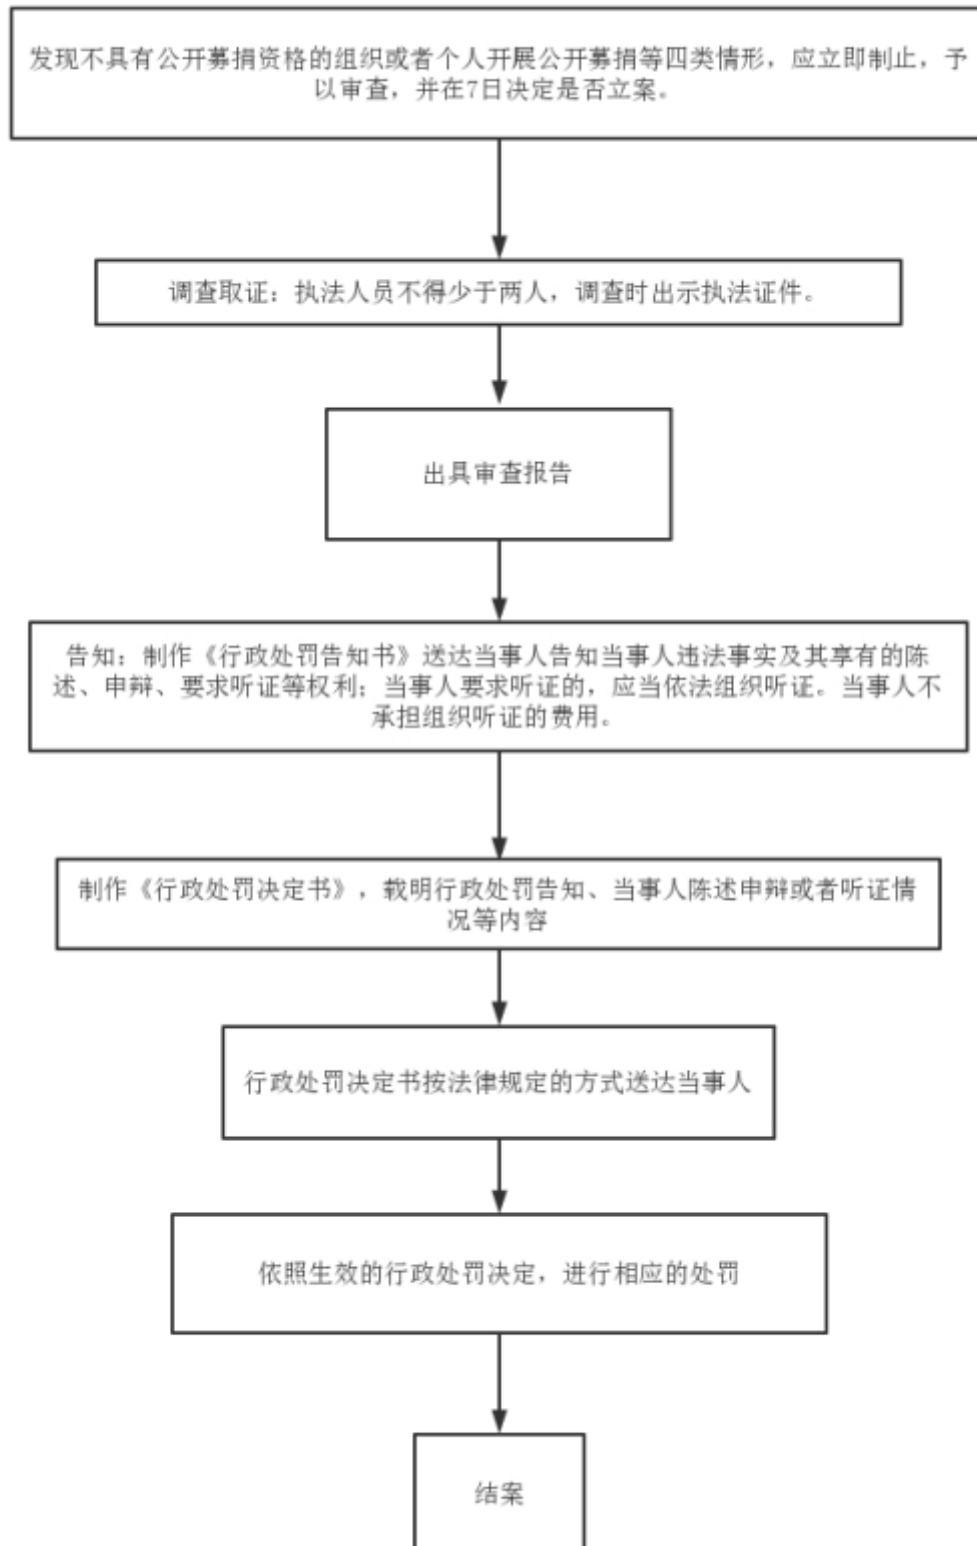 发现不具有公开募捐资格的组织或者个人开展公开募捐等四类情形，应立即制止，予
以审查，并在7日决定是否立案。
调查取证：执法人员不得少于两人，调查时出示执法证件。
出具审查报告
告知：制作《行政处罚告知书》送达当事人告知当事人违法事实及其享有的陈
述、申辩、要求听证等权利；当事人要求听证的，应当依法组织听证。当事人不
承担组织听证的费用。
制作《行政处罚决定书》，载明行政处罚告知、当事人陈述申辩或者听证情
况等内容
行政处罚决定书按法律规定的方式送达当事人
依照生效的行政处罚决定，进行相应的处罚
结案